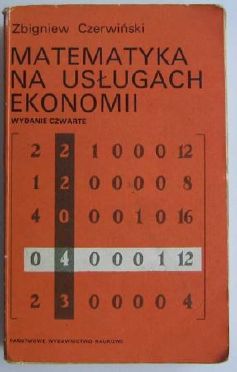 Zbigniew Czerwiński
MATEMATYKA
NA USŁUGACH
EKONOMII
WYDANIE CZWARTE
2 2 1 0 0 0 12
1 2 0 0 0 0 8
4 0 0 0 1 0 16
0 4 0 0 0 1 12
2 3 0 0 0 0 4
PAŃSTWOWE WYDAWNICTWO NAUKOWE